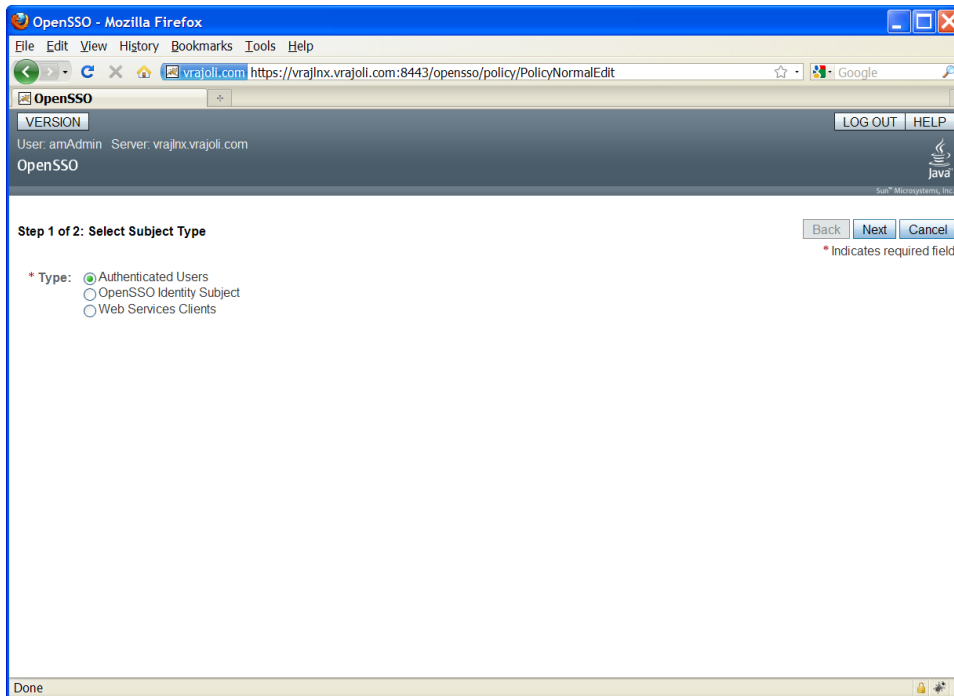 OpenSSO - Mozilla Firefox
File Edit View History Bookmarks Tools Help
vrajoli.com https://vrajlnx.vrajoli.com:8443/opensso/policy/PolicyNormalEdit Google
OpenSSO
VERSION LOG OUT HELP
User: amAdmin Server: vrajlnx.vrajoli.com
OpenSSO
Java
Sun™ Microsystems, Inc.
Step 1 of 2: Select Subject Type Back Next Cancel
* Indicates required field
* Type: Authenticated Users
OpenSSO Identity Subject
Web Services Clients
Done